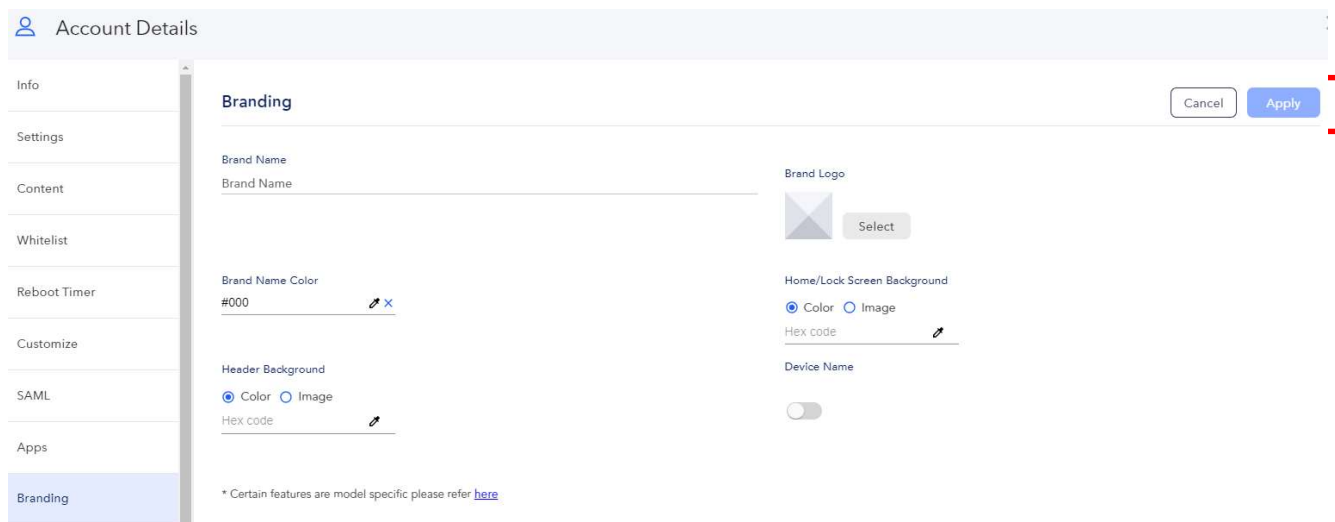 Account Details
Info
Settings
Content
Whitelist
Reboot Timer
Customize
SAML
Apps
Branding
Branding
Cancel
Apply
Brand Name
Brand Name
Brand Logo
Select
Brand Name Color
#000
Home/Lock Screen Background
Color Image
Hex code
Header Background
Color Image
Hex code
Device Name
* Certain features are model specific please refer here